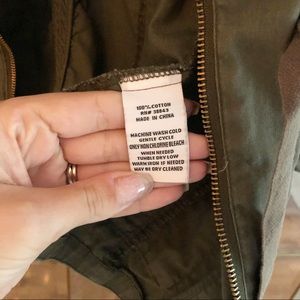 100% COTTON
RN# 38943
MADE IN CHINA
MACHINE WASH COLD
GENTLE CYCLE
ONLY NON CHLORINE BLEACH
WHEN NEEDED
TUMBLE DRY LOW
WARM IRON IF NEEDED
MAY BE DRY CLEANED